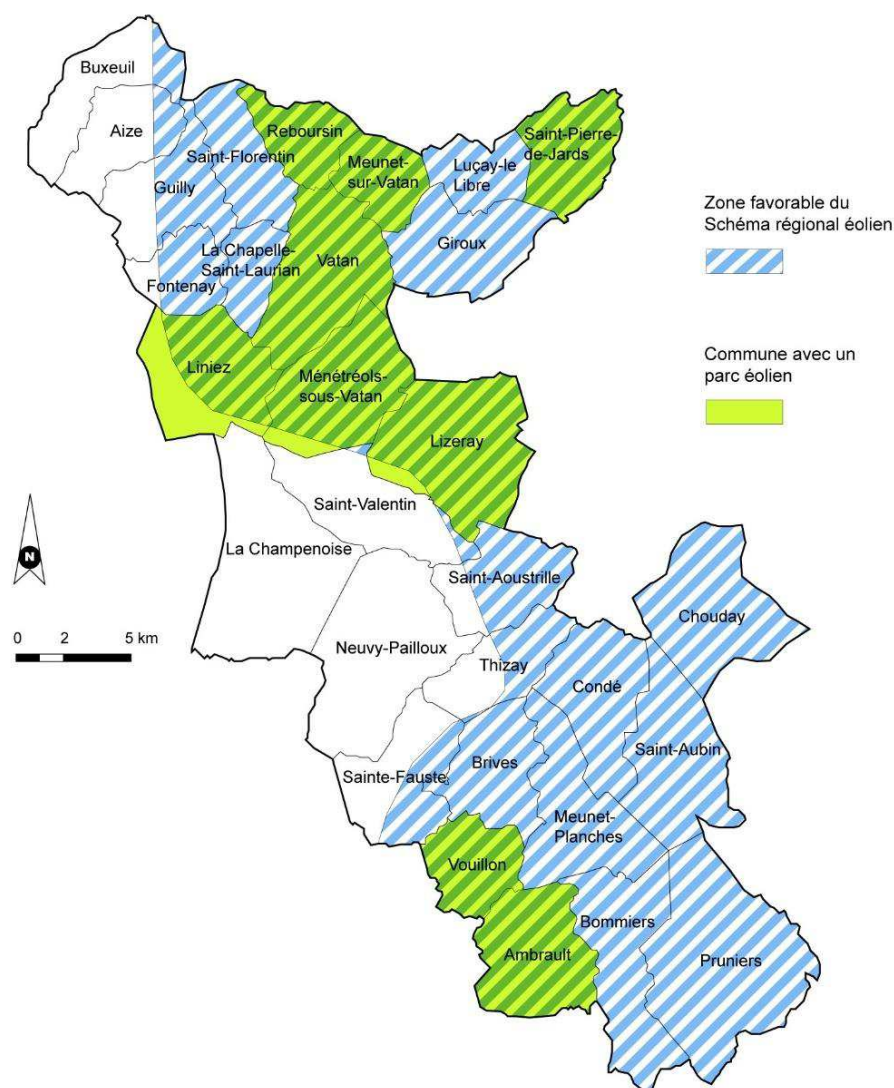 Buxeuil
Aize
Reboursin
Saint-Florentin
Guilly
Meunet-
sur-Vatan
Luçay-le
Libre
Saint-Pierre-
de-Jards
Giroux
La Chapelle-
Saint-Laurian
Fontenay
Vatan
Liniez
Ménétréols-
sous-Vatan
Lizeray
Zone favorable du
Schéma régional éolien
Commune avec un
parc éolien
Saint-Valentin
La Champenoise
Saint-Aoustrille
N
0 2 5 km
Neuvy-Pailloux
Thizay
Chouday
Condé
Saint-Aubin
Sainte-Fauste
Brives
Meunet-
Planches
Vouillon
Bommiers
Ambrault
Pruniers